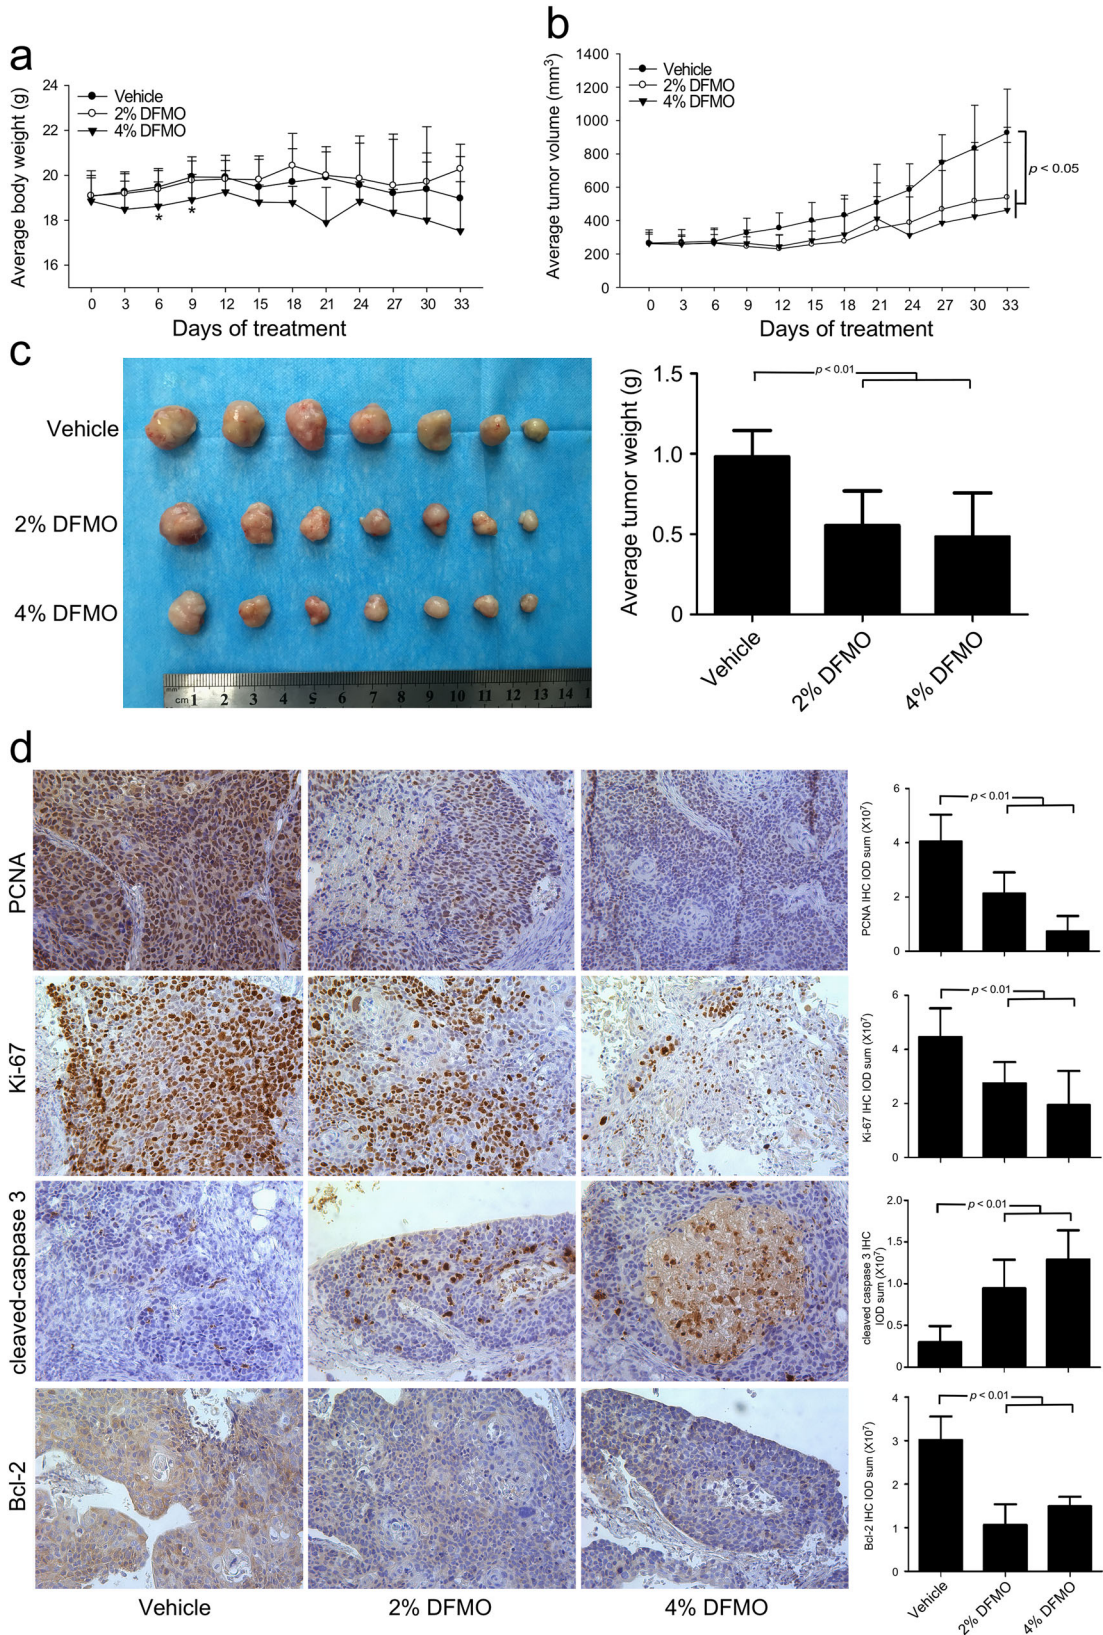 a
Average body weight (g)
24
22
20
18
16
Vehicle
2% DFMO
4% DFMO
*
*
0 3 6 9 12 15 18 21 24 27 30 33
Days of treatment
b
Average tumor volume (mm³)
1400
1200
1000
800
600
400
200
0
Vehicle
2% DFMO
4% DFMO
p < 0.05
0 3 6 9 12 15 18 21 24 27 30 33
Days of treatment
c
Vehicle
2% DFMO
4% DFMO
mm
cm 1 2 3 4 5 6 7 8 9 10 11 12 13 14
Average tumor weight (g)
1.5
1.0
0.5
0
p < 0.01
Vehicle
2% DFMO
4% DFMO
d
PCNA
PCNA IHC IOD sum (X10⁷)
6
4
2
0
p < 0.01
Ki-67
Ki-67 IHC IOD sum (X10⁷)
6
4
2
0
p < 0.01
cleaved-caspase 3
cleaved caspase 3 IHC
IOD sum (X10⁷)
2.0
1.5
1.0
0.5
0
p < 0.01
Bcl-2
Bcl-2 IHC IOD sum (X10⁷)
4
3
2
1
0
p < 0.01
Vehicle
2% DFMO
4% DFMO
Vehicle
2% DFMO
4% DFMO